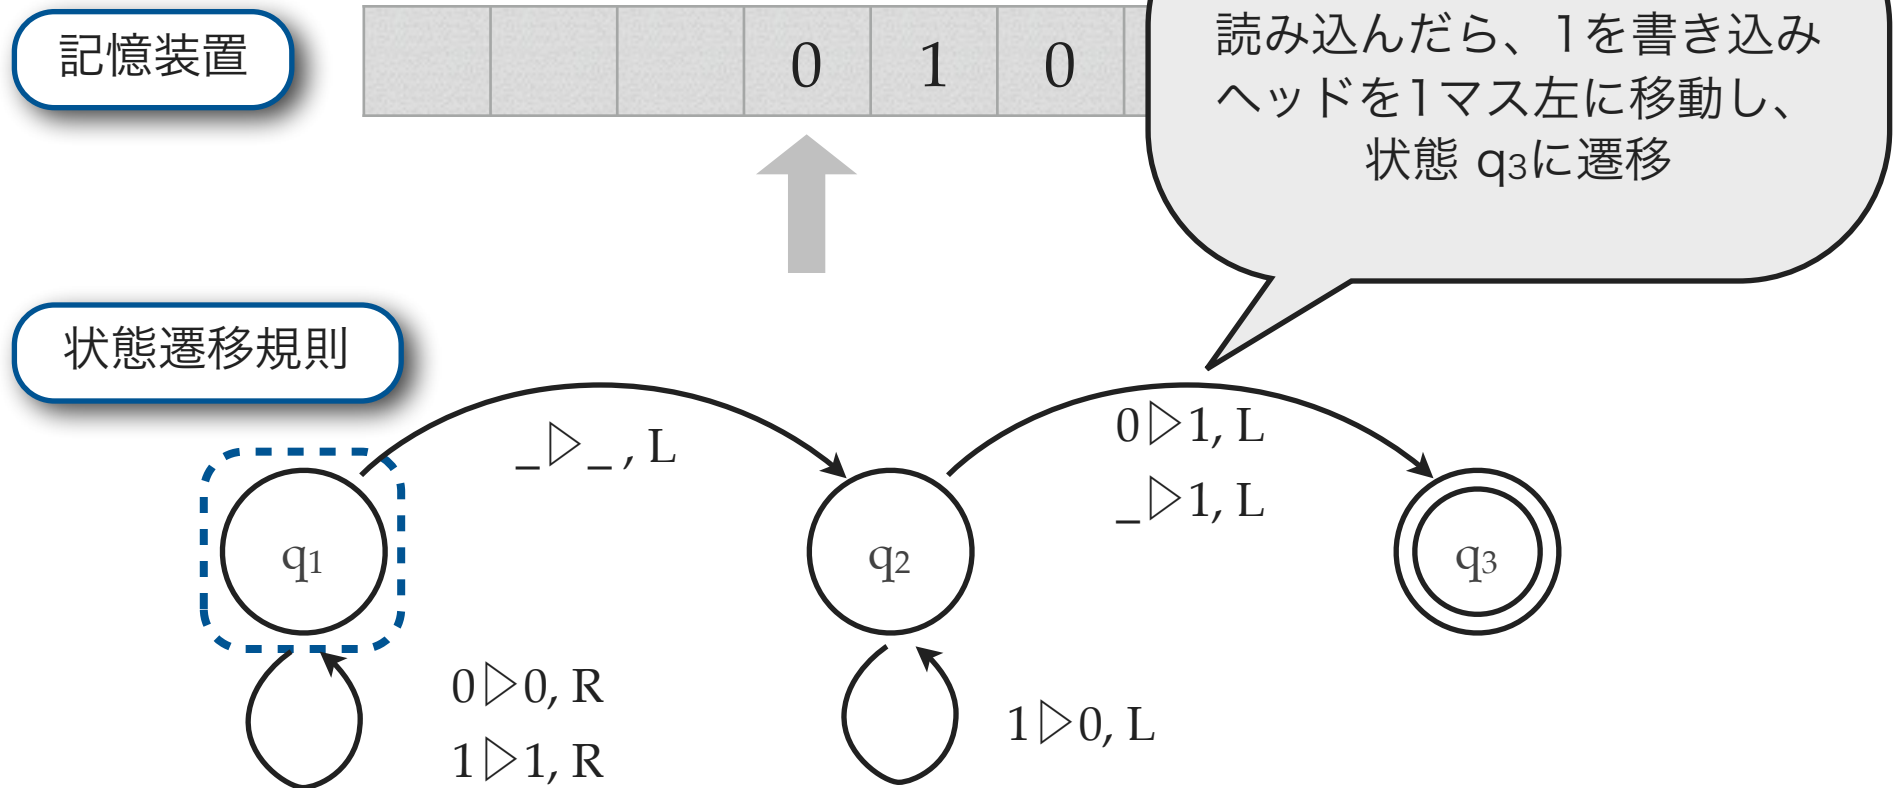 記憶装置
0 1 0
読み込んだら、1を書き込み
ヘッドを1マス左に移動し、
状態 q3に遷移
状態遷移規則
_▷_ , L
0▷1, L
_▷1, L
q1
q2
q3
0▷0, R
1▷1, R
1▷0, L